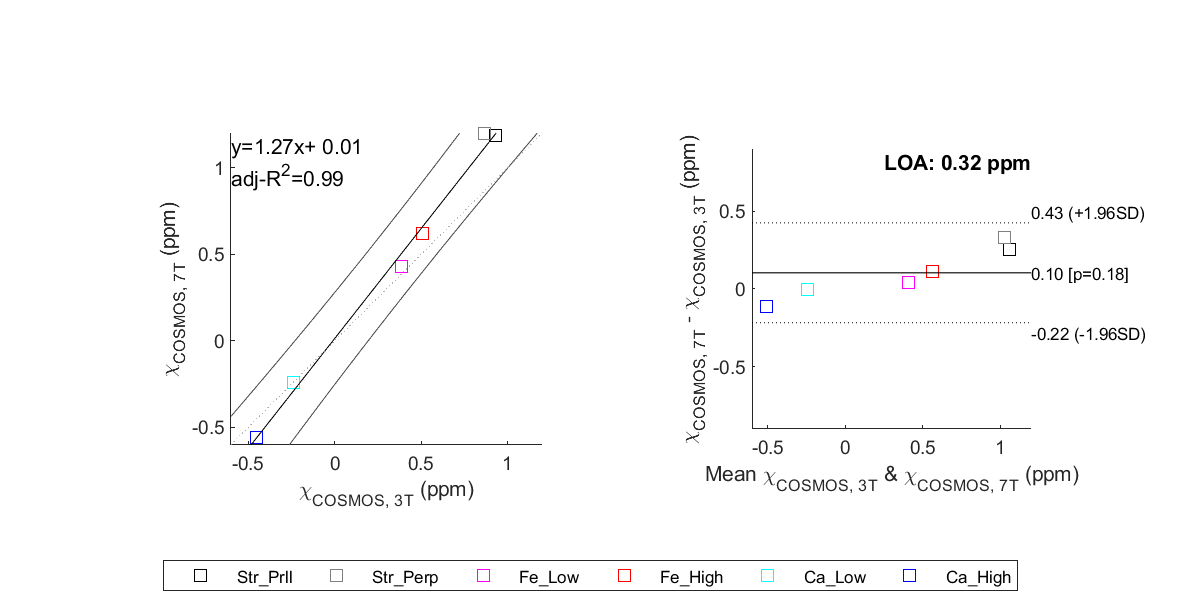 y=1.27x+ 0.01
adj-R2=0.99
1
0.5
0
-0.5
-0.5
0
0.5
1
χCOSMOS, 7T (ppm)
χCOSMOS, 3T (ppm)
LOA: 0.32 ppm
0.43 (+1.96SD)
0.10 [p=0.18]
-0.22 (-1.96SD)
0.5
0
-0.5
-0.5
0
0.5
1
χCOSMOS, 7T - χCOSMOS, 3T (ppm)
Mean χCOSMOS, 3T & χCOSMOS, 7T (ppm)
Str_Prll Str_Perp Fe_Low Fe_High Ca_Low Ca_High